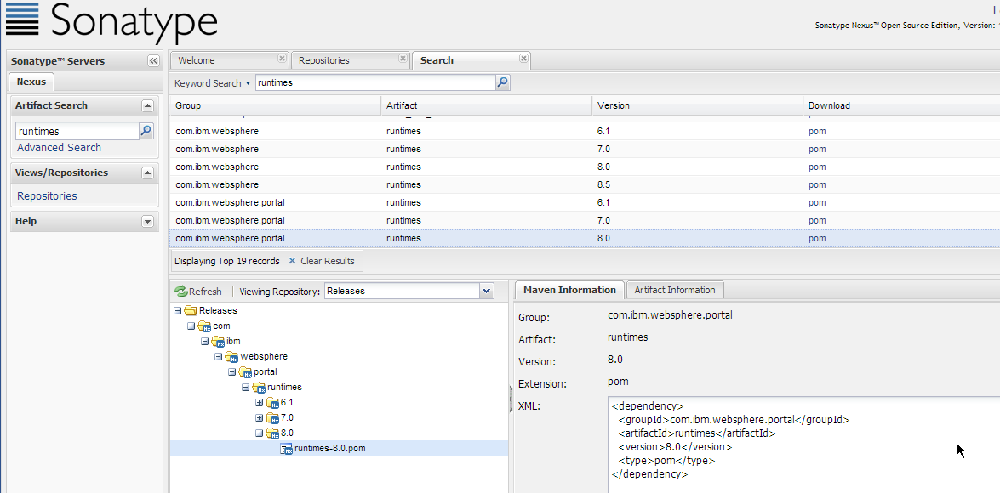 Sonatype
Sonatype Nexus™ Open Source Edition, Version:
Sonatype™ Servers
Nexus
Artifact Search
runtimes
Advanced Search
Views/Repositories
Repositories
Help
Welcome
Repositories
Search
Keyword Search
runtimes
Group Artifact Version Download
com.ibm.websphere runtimes 6.1 pom
com.ibm.websphere runtimes 7.0 pom
com.ibm.websphere runtimes 8.0 pom
com.ibm.websphere runtimes 8.5 pom
com.ibm.websphere.portal runtimes 6.1 pom
com.ibm.websphere.portal runtimes 7.0 pom
com.ibm.websphere.portal runtimes 8.0 pom
Displaying Top 19 records Clear Results
Refresh Viewing Repository: Releases
Releases
com
ibm
websphere
portal
runtimes
6.1
7.0
8.0
runtimes-8.0.pom
Maven Information Artifact Information
Group: com.ibm.websphere.portal
Artifact: runtimes
Version: 8.0
Extension: pom
XML: <dependency>
<groupId>com.ibm.websphere.portal</groupId>
<artifactId>runtimes</artifactId>
<version>8.0</version>
<type>pom</type>
</dependency>